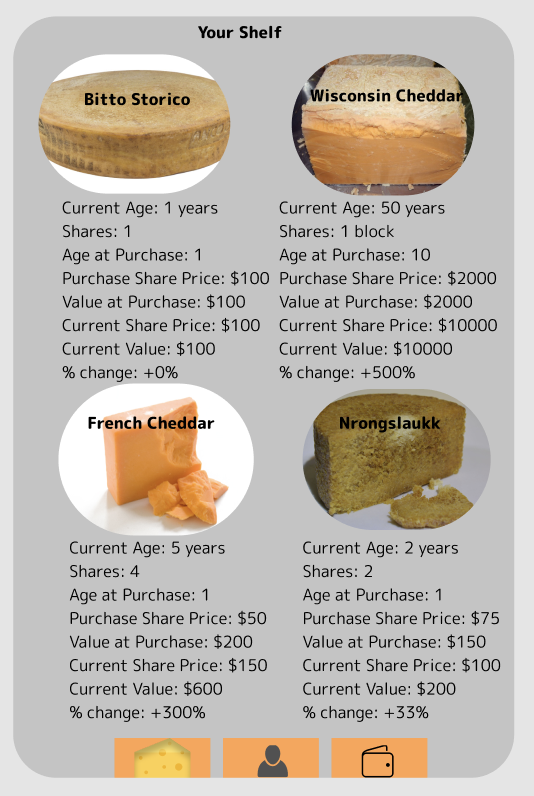 Your Shelf
Bitto Storico
Current Age: 1 years
Shares: 1
Age at Purchase: 1
Purchase Share Price: $100
Value at Purchase: $100
Current Share Price: $100
Current Value: $100
% change: +0%
Wisconsin Cheddar
Current Age: 50 years
Shares: 1 block
Age at Purchase: 10
Purchase Share Price: $2000
Value at Purchase: $2000
Current Share Price: $10000
Current Value: $10000
% change: +500%
French Cheddar
Current Age: 5 years
Shares: 4
Age at Purchase: 1
Purchase Share Price: $50
Value at Purchase: $200
Current Share Price: $150
Current Value: $600
% change: +300%
Nrongslaukk
Current Age: 2 years
Shares: 2
Age at Purchase: 1
Purchase Share Price: $75
Value at Purchase: $150
Current Share Price: $100
Current Value: $200
% change: +33%